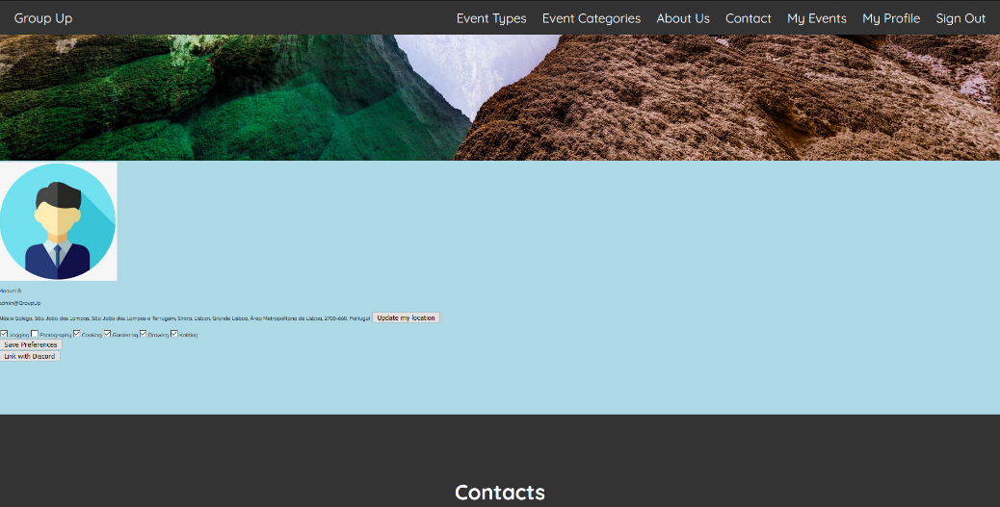 Group Up Event Types Event Categories About Us Contact My Events My Profile Sign Out
Manuel B
admin@GroupUp
Aldeia Galega, São João das Lampas, São João das Lampas e Terrugem, Sintra, Lisbon, Grande Lisboa, Área Metropolitana de Lisboa, 2705-660, Portugal Update my location
Jogging Photography Cooking Gardening Drawing Knitting
Save Preferences
Link with Discord
Contacts